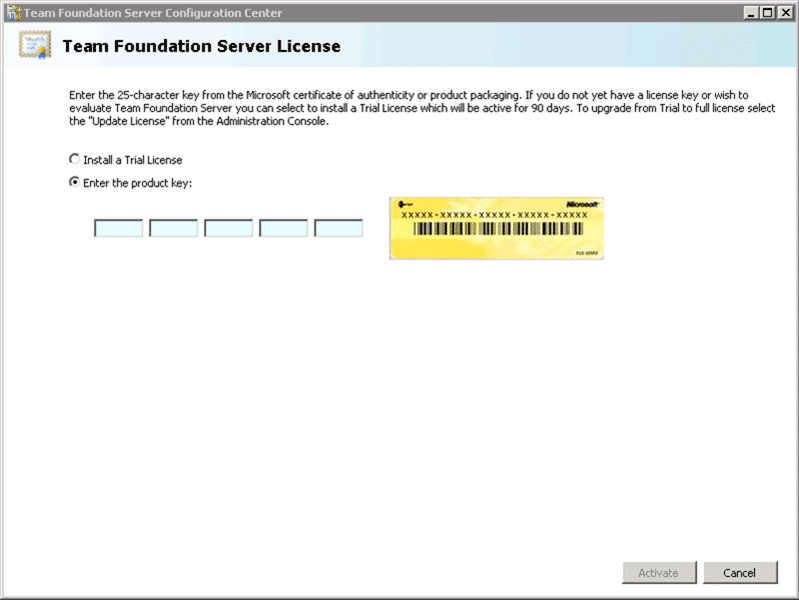 Team Foundation Server Configuration Center
Team Foundation Server License
Enter the 25-character key from the Microsoft certificate of authenticity or product packaging. If you do not yet have a license key or wish to
evaluate Team Foundation Server you can select to install a Trial License which will be active for 90 days. To upgrade from Trial to full license select
the "Update License" from the Administration Console.
Install a Trial License
Enter the product key:
Microsoft
XXXXX-XXXXX-XXXXX-XXXXX-XXXXX
Activate
Cancel